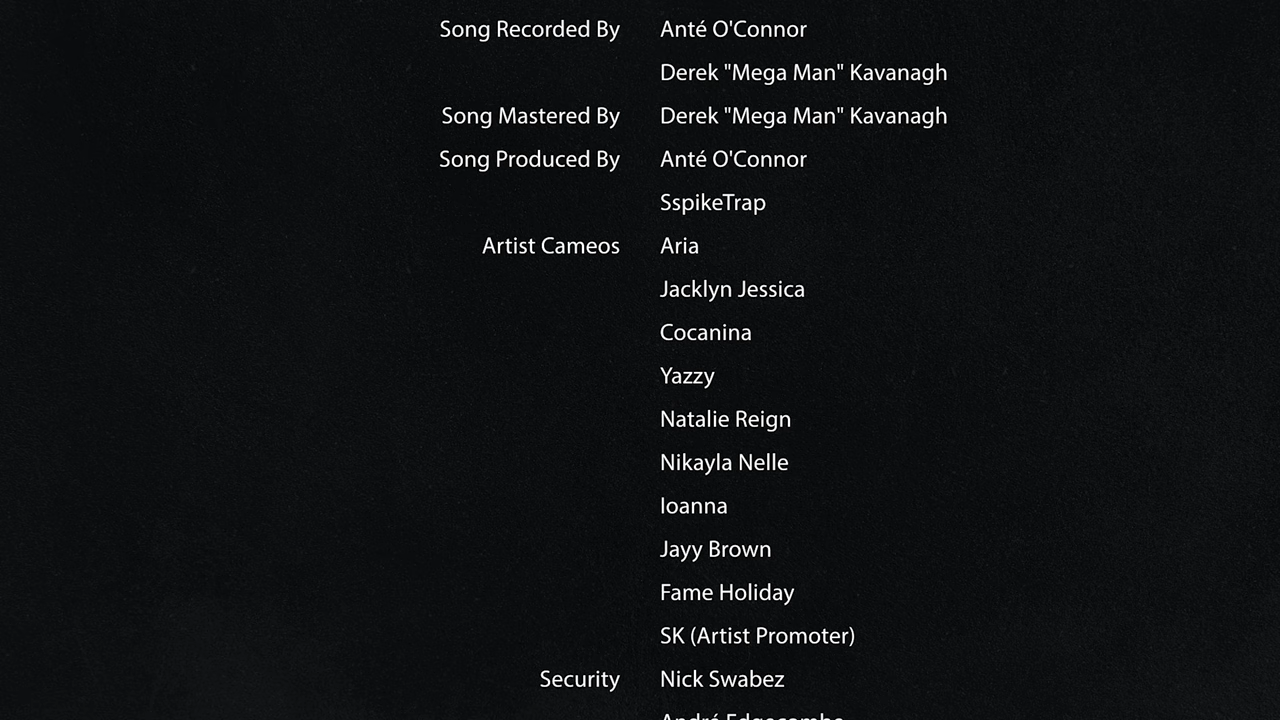 Song Recorded By Anté O'Connor
Derek "Mega Man" Kavanagh
Song Mastered By Derek "Mega Man" Kavanagh
Song Produced By Anté O'Connor
SspikeTrap
Artist Cameos Aria
Jacklyn Jessica
Cocanina
Yazzy
Natalie Reign
Nikayla Nelle
Ioanna
Jayy Brown
Fame Holiday
SK (Artist Promoter)
Security Nick Swabez
André Edgecombe